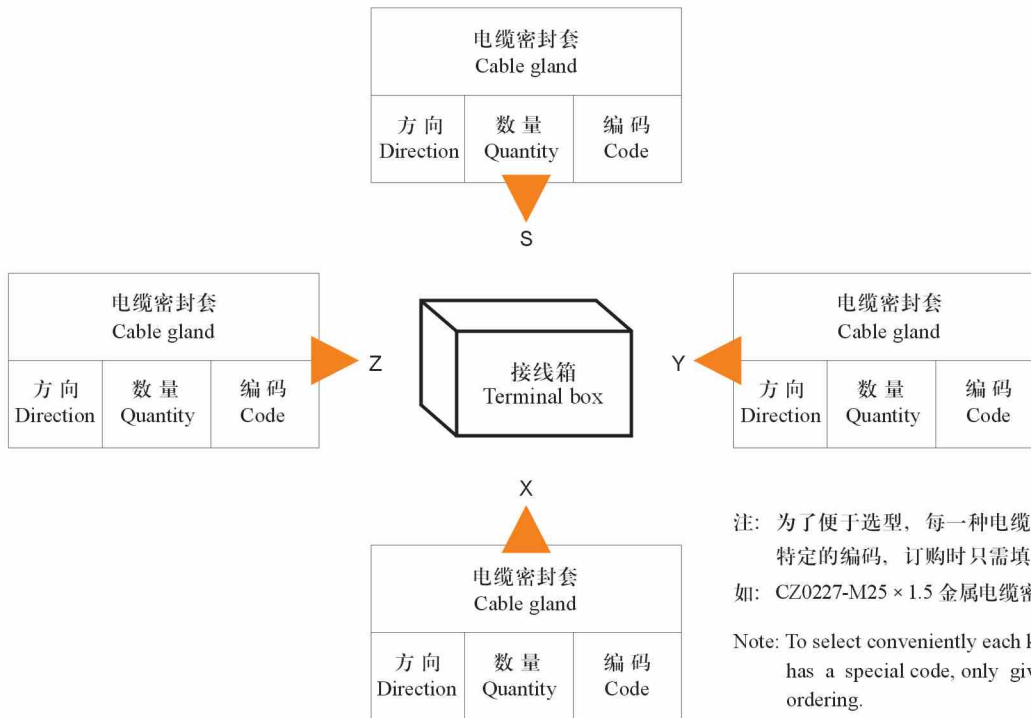 电缆密封套
Cable gland
方 向
Direction
数 量
Quantity
编 码
Code
S
电缆密封套
Cable gland
方 向
Direction
数 量
Quantity
编 码
Code
Z
接线箱
Terminal box
Y
电缆密封套
Cable gland
方 向
Direction
数 量
Quantity
编 码
Code
X
电缆密封套
Cable gland
方 向
Direction
数 量
Quantity
编 码
Code
注: 为了便于选型, 每一种电缆
特定的编码, 订购时只需填
如: CZ0227-M25 × 1.5 金属电缆密
Note: To select conveniently each
has a special code, only
ordering.